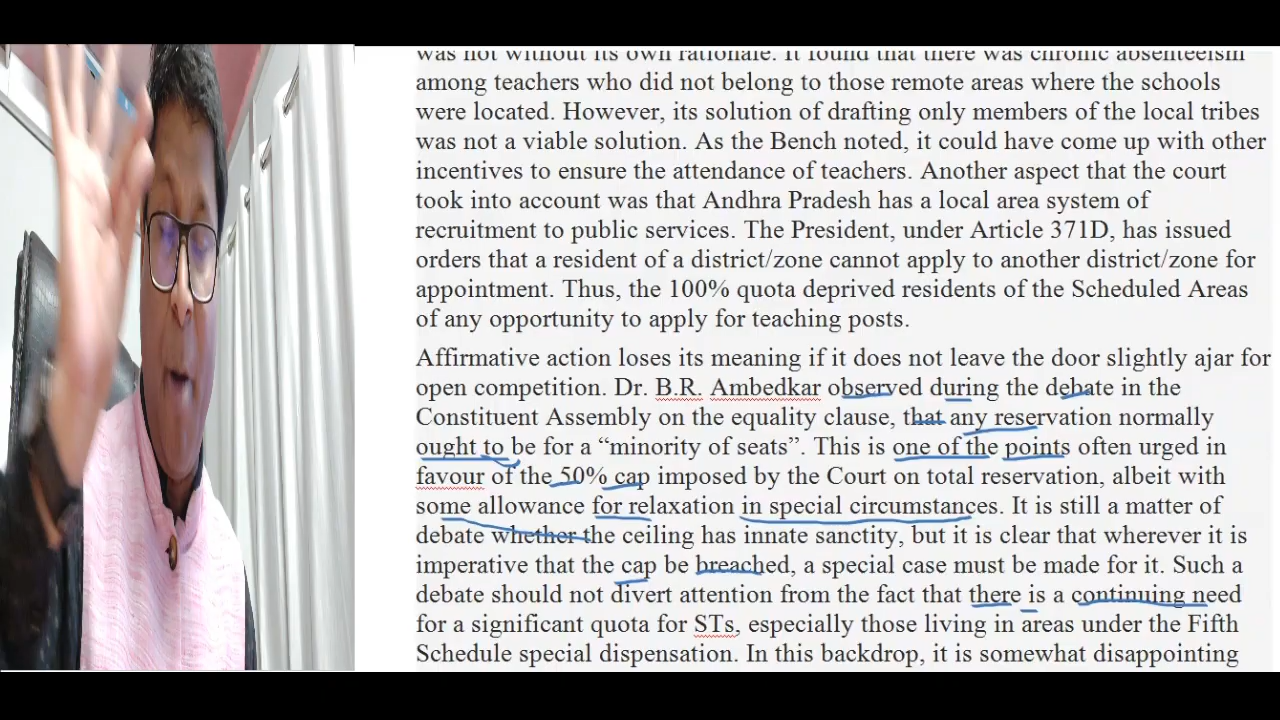 was not without its own rationale. It found that there was chronic absenteeism
among teachers who did not belong to those remote areas where the schools
were located. However, its solution of drafting only members of the local tribes
was not a viable solution. As the Bench noted, it could have come up with other
incentives to ensure the attendance of teachers. Another aspect that the court
took into account was that Andhra Pradesh has a local area system of
recruitment to public services. The President, under Article 371D, has issued
orders that a resident of a district/zone cannot apply to another district/zone for
appointment. Thus, the 100% quota deprived residents of the Scheduled Areas
of any opportunity to apply for teaching posts.
Affirmative action loses its meaning if it does not leave the door slightly ajar for
open competition. Dr. B.R. Ambedkar observed during the debate in the
Constituent Assembly on the equality clause, that any reservation normally
ought to be for a “minority of seats”. This is one of the points often urged in
favour of the 50% cap imposed by the Court on total reservation, albeit with
some allowance for relaxation in special circumstances. It is still a matter of
debate whether the ceiling has innate sanctity, but it is clear that wherever it is
imperative that the cap be breached, a special case must be made for it. Such a
debate should not divert attention from the fact that there is a continuing need
for a significant quota for STs, especially those living in areas under the Fifth
Schedule special dispensation. In this backdrop, it is somewhat disappointing